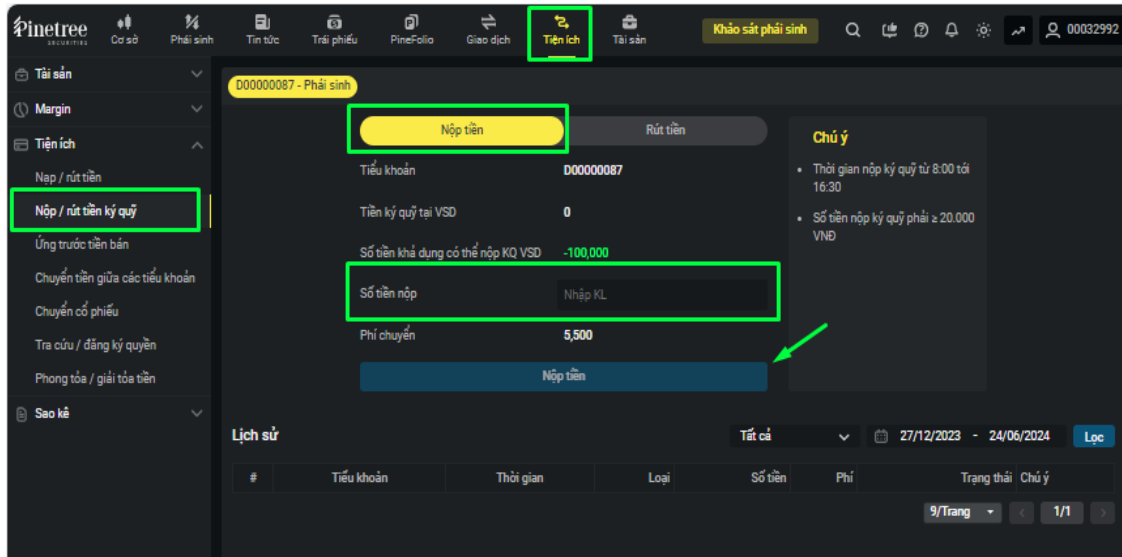 Pinetree
SECURITIES
Cơ sở
Phái sinh
Tin tức
Trái phiếu
PineFolio
Giao dịch
Tiện ích
Tài sản
Khảo sát phái sinh
00032992
Tài sản
Margin
Tiện ích
Nạp / rút tiền
Nộp / rút tiền ký quỹ
Ứng trước tiền bán
Chuyển tiền giữa các tiểu khoản
Chuyển cổ phiếu
Tra cứu / đăng ký quyền
Phong tỏa / giải tỏa tiền
Sao kê
D00000087 - Phái sinh
Nộp tiền
Rút tiền
Tiểu khoản D00000087
Tiền ký quỹ tại VSD 0
Số tiền khả dụng có thể nộp KQ VSD -100,000
Số tiền nộp Nhập KL
Phí chuyển 5,500
Nộp tiền
Chú ý
• Thời gian nộp ký quỹ từ 8:00 tới
16:30
• Số tiền nộp ký quỹ phải ≥ 20.000
VNĐ
Lịch sử
Tất cả
27/12/2023 - 24/06/2024
Lọc
# Tiểu khoản Thời gian Loại Số tiền Phí Trạng thái Chú ý
9/Trang
1/1